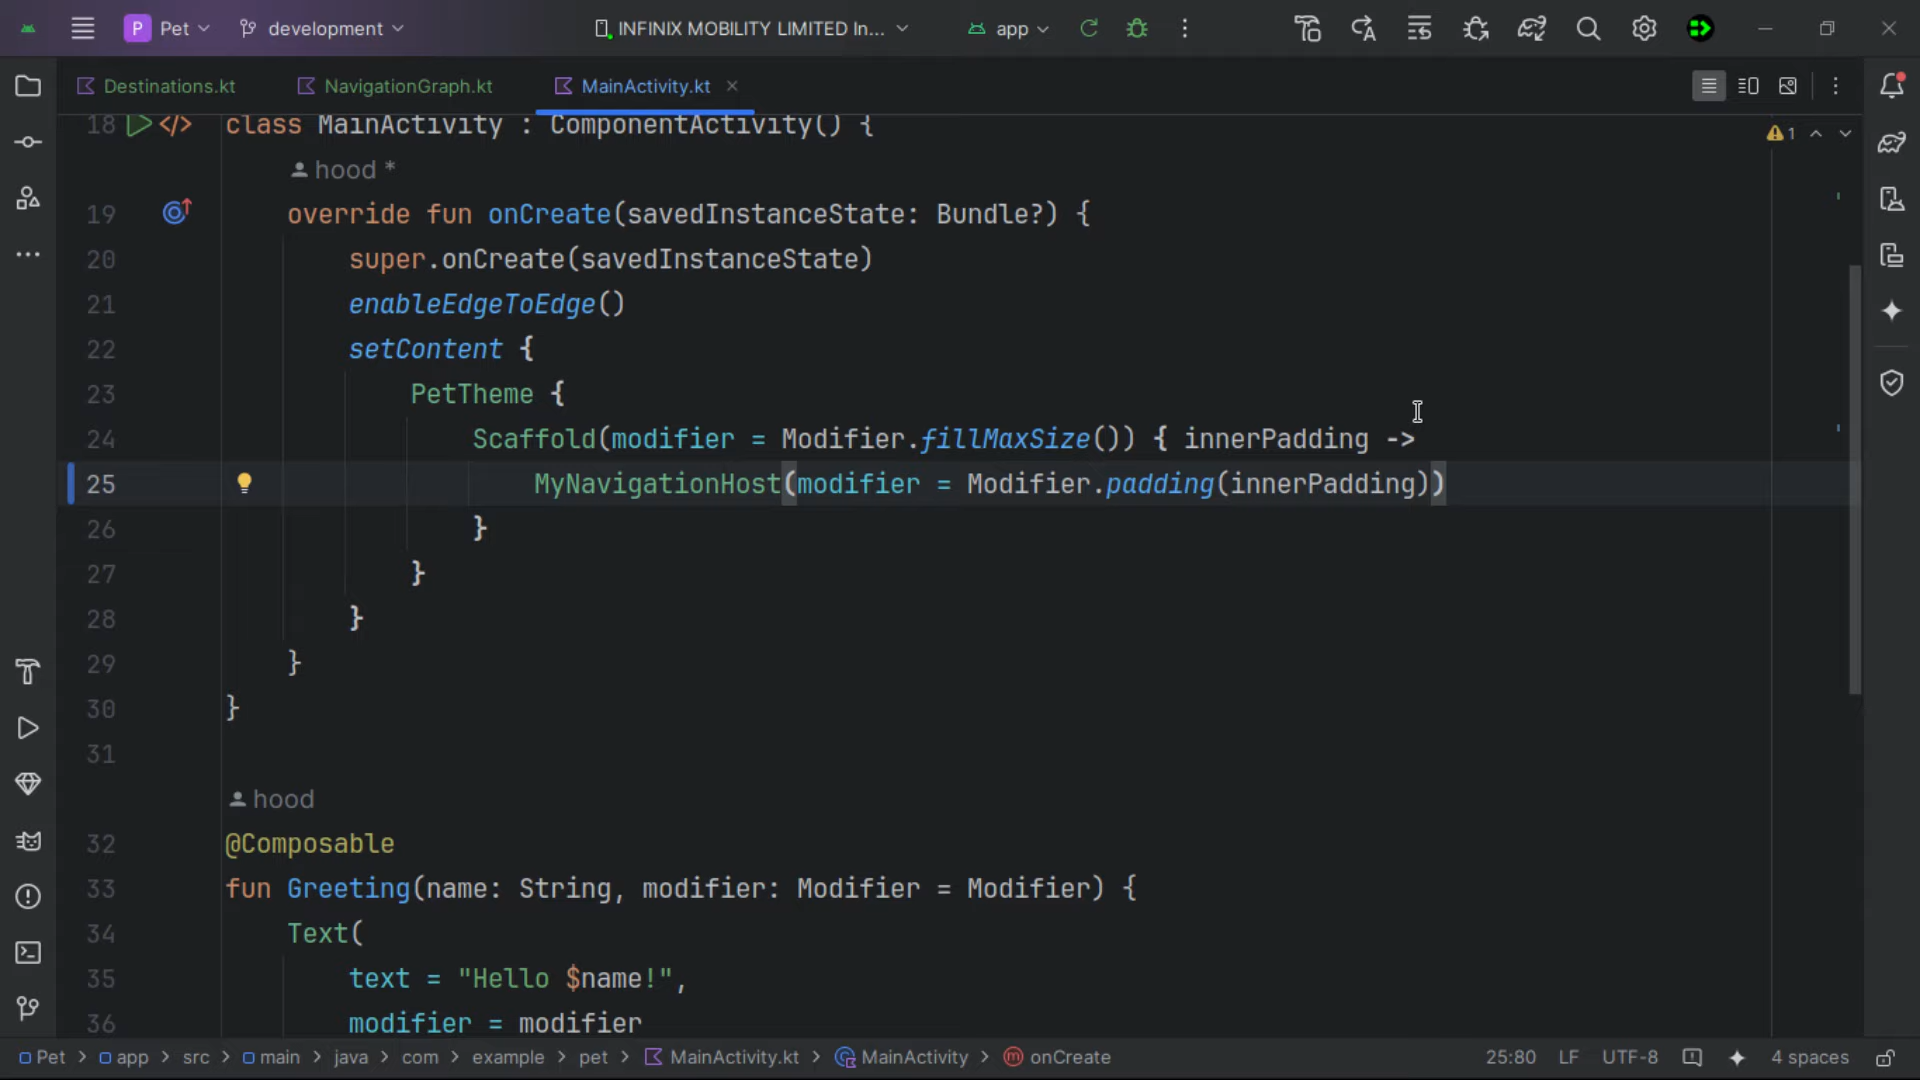 P Pet development INFINIX MOBILITY LIMITED In... app
Destinations.kt NavigationGraph.kt MainActivity.kt
18 class MainActivity : ComponentActivity() {
hood *
19 override fun onCreate(savedInstanceState: Bundle?) {
20 super.onCreate(savedInstanceState)
21 enableEdgeToEdge()
22 setContent {
23 PetTheme {
24 Scaffold(modifier = Modifier.fillMaxSize()) { innerPadding ->
25 MyNavigationHost(modifier = Modifier.padding(innerPadding))
26 }
27 }
28 }
29 }
30 }
31
hood
32 @Composable
33 fun Greeting(name: String, modifier: Modifier = Modifier) {
34 Text(
35 text = "Hello $name!",
36 modifier = modifier
Pet > app > src > main > java > com > example > pet > MainActivity.kt > MainActivity > onCreate 25:80 LF UTF-8 4 spaces
1